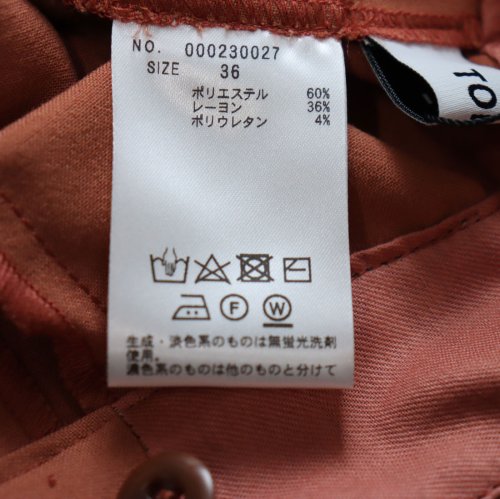 NO. 000230027
SIZE 36
ポリエステル 60%
レーヨン 36%
ポリウレタン 4%
F W
生成・淡色系のものは無蛍光洗剤
使用。
濃色系のものは他のものと分けて